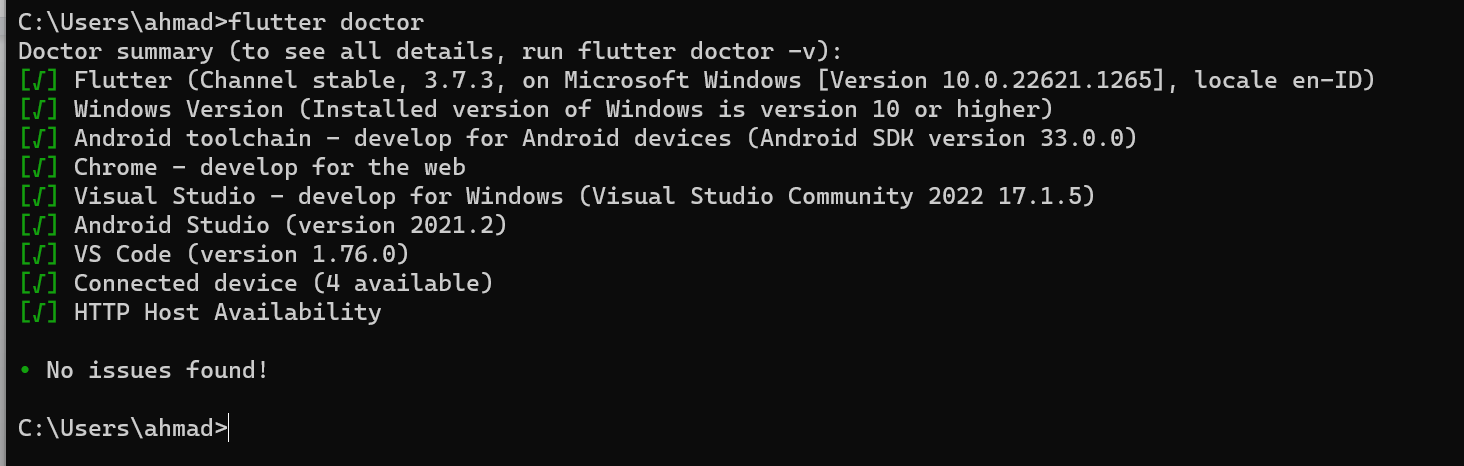 C:\Users\ahmad>flutter doctor
Doctor summary (to see all details, run flutter doctor -v):
[√] Flutter (Channel stable, 3.7.3, on Microsoft Windows [Version 10.0.22621.1265], locale en-ID)
[√] Windows Version (Installed version of Windows is version 10 or higher)
[√] Android toolchain - develop for Android devices (Android SDK version 33.0.0)
[√] Chrome - develop for the web
[√] Visual Studio - develop for Windows (Visual Studio Community 2022 17.1.5)
[√] Android Studio (version 2021.2)
[√] VS Code (version 1.76.0)
[√] Connected device (4 available)
[√] HTTP Host Availability
• No issues found!
C:\Users\ahmad>